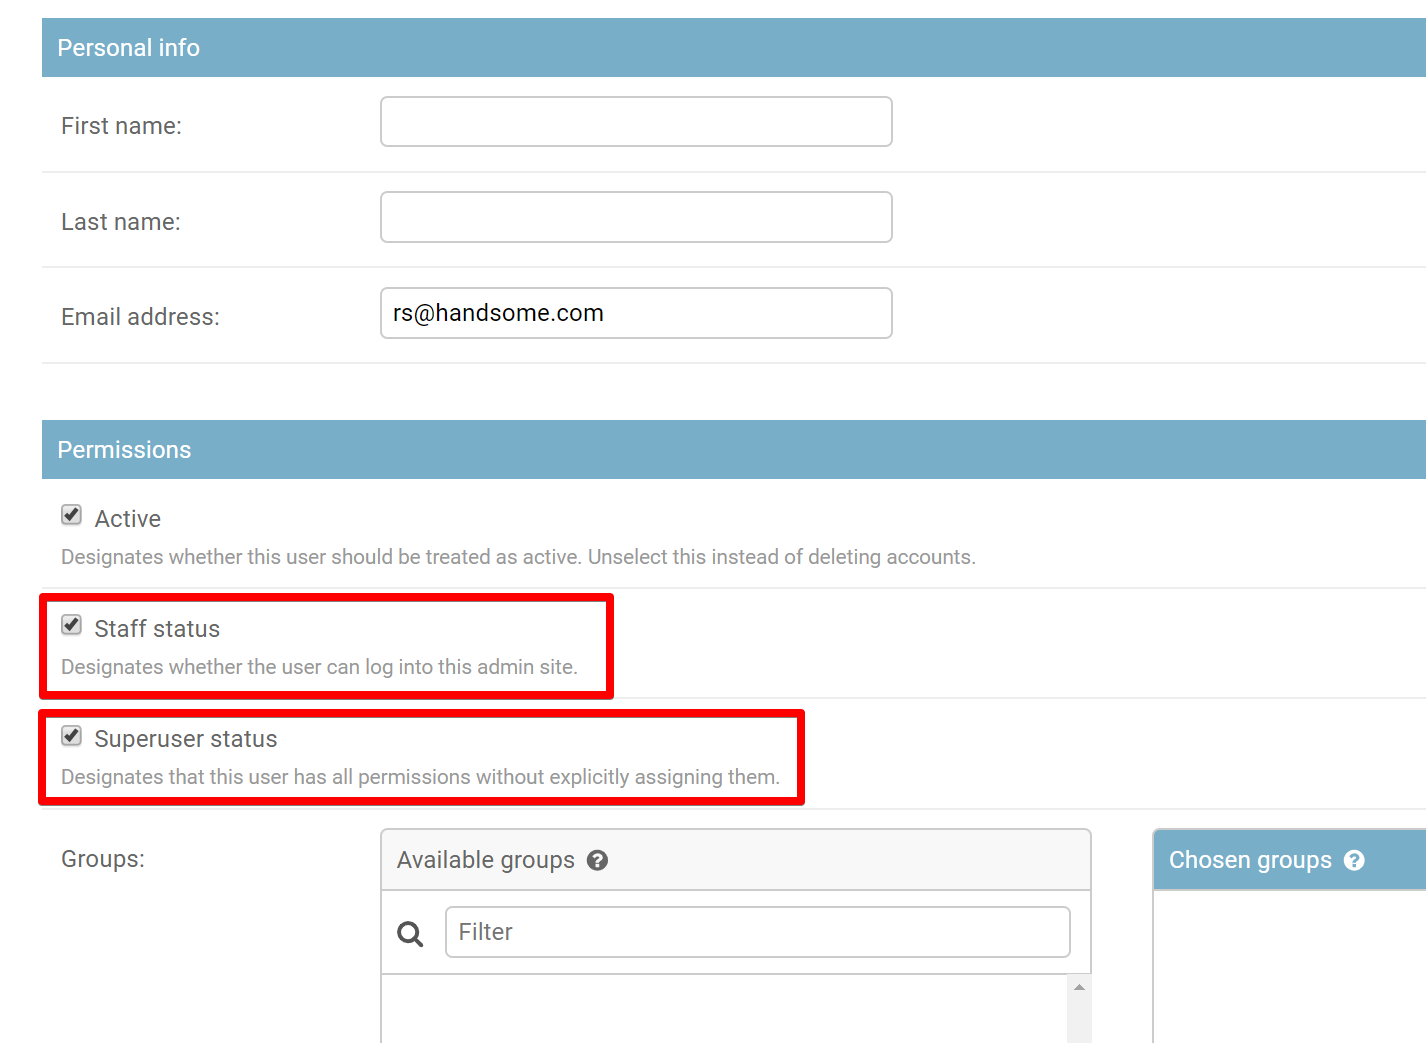 Personal info
First name:
Last name:
Email address:
rs@handsome.com
Permissions
Active
Designates whether this user should be treated as active. Unselect this instead of deleting accounts.
Staff status
Designates whether the user can log into this admin site.
Superuser status
Designates that this user has all permissions without explicitly assigning them.
Groups:
Available groups ?
Chosen groups ?
Filter